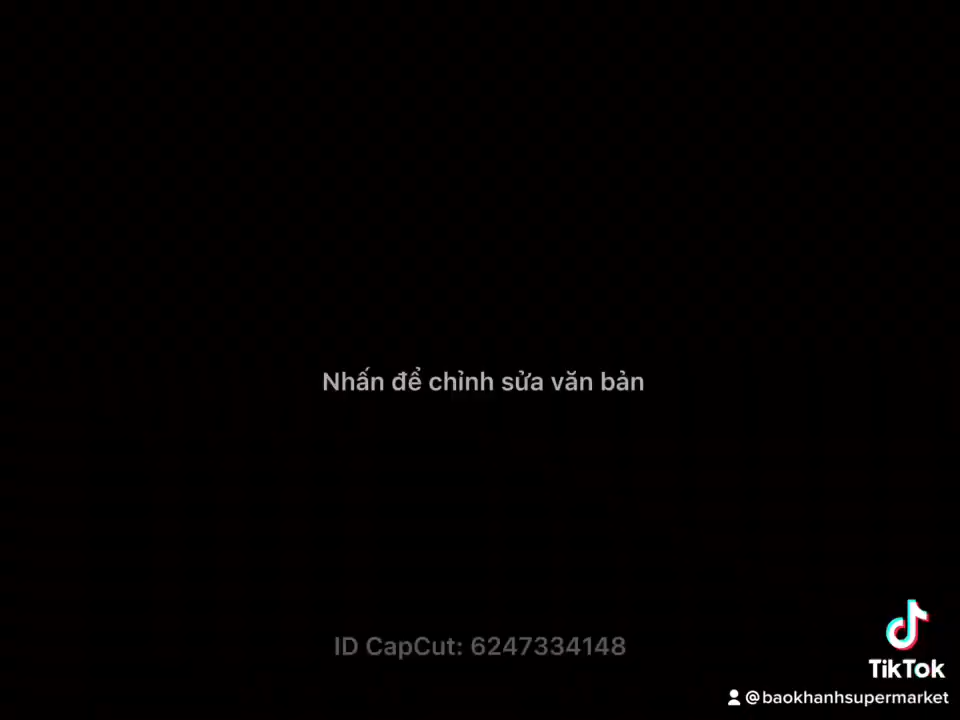 Nhấn để chỉnh sửa văn bản
ID CapCut: 6247334148
TikTok
@baokhanhsupermarket